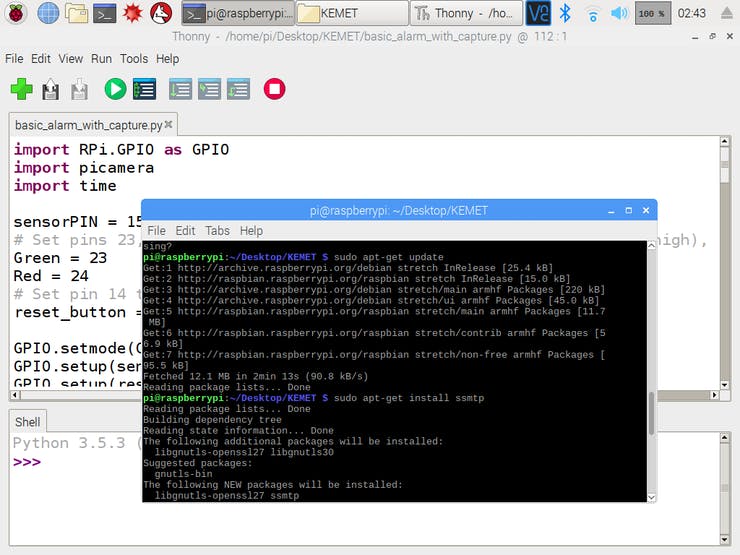 pi@raspberrypi:...
KEMET
Thonny - /ho...
100 %
02:43
Thonny - /home/pi/Desktop/KEMET/basic_alarm_with_capture.py @ 112 : 1
File Edit View Run Tools Help
basic_alarm_with_capture.py
import RPi.GPIO as GPIO
import picamera
import time
sensorPIN = 15
# Set pins 23,
high),
Green = 23
Red = 24
# Set pin 14 t
reset_button =
GPIO.setmode(
GPIO.setup(sen
GPIO.setup(res
pi@raspberrypi: ~/Desktop/KEMET
File Edit Tabs Help
sing?
pi@raspberrypi:~/Desktop/KEMET $ sudo apt-get update
Get:1 http://archive.raspberrypi.org/debian stretch InRelease [25.4 kB]
Get:2 http://raspbian.raspberrypi.org/raspbian stretch InRelease [15.0 kB]
Get:3 http://archive.raspberrypi.org/debian stretch/main armhf Packages [220 kB]
Get:4 http://archive.raspberrypi.org/debian stretch/ui armhf Packages [45.0 kB]
Get:5 http://raspbian.raspberrypi.org/raspbian stretch/main armhf Packages [11.7
MB]
Get:6 http://raspbian.raspberrypi.org/raspbian stretch/contrib armhf Packages [5
6.9 kB]
Get:7 http://raspbian.raspberrypi.org/raspbian stretch/non-free armhf Packages [
95.5 kB]
Fetched 12.1 MB in 2min 13s (90.8 kB/s)
Reading package lists... Done
pi@raspberrypi:~/Desktop/KEMET $ sudo apt-get install ssmtp
Reading package lists... Done
Building dependency tree
Reading state information... Done
The following additional packages will be installed:
libgnutls-openssl27 libgnutls30
Suggested packages:
gnutls-bin
The following NEW packages will be installed:
libgnutls-openssl27 ssmtp
Shell
Python 3.5.3 (
>>>